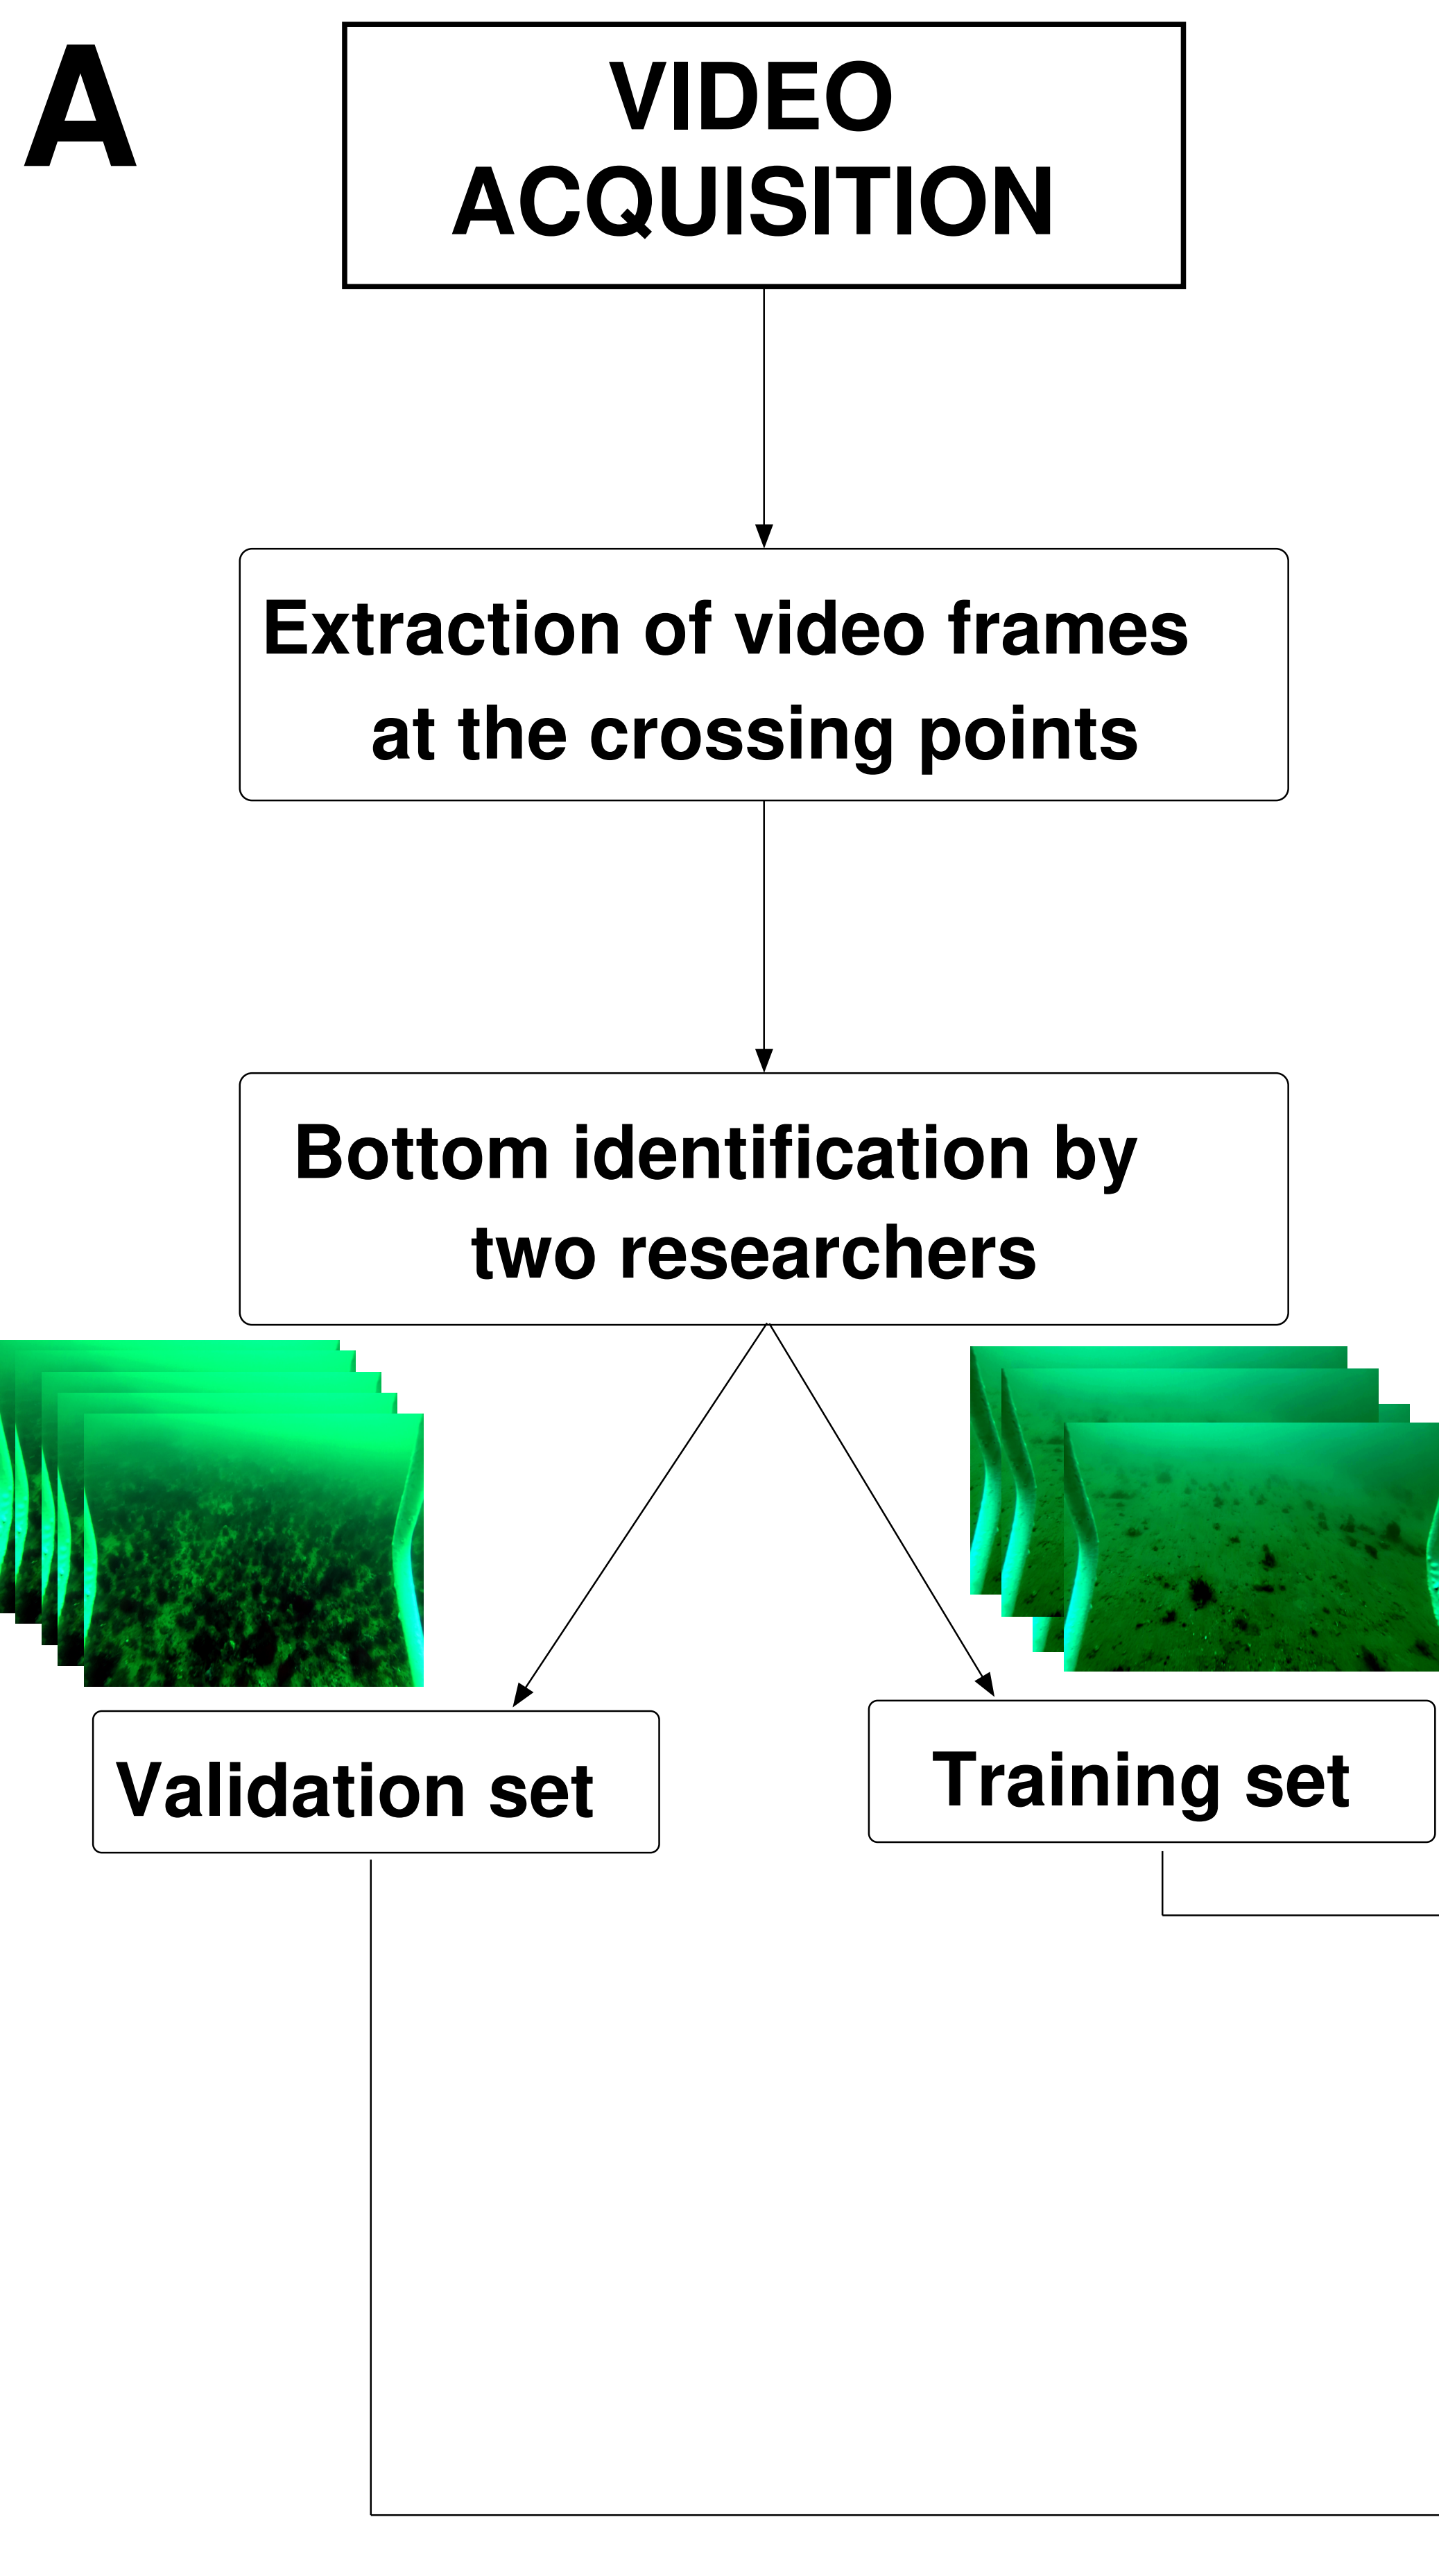 A
VIDEO
ACQUISITION
Extraction of video frames
at the crossing points
Bottom identification by
two researchers
Validation set
Training set